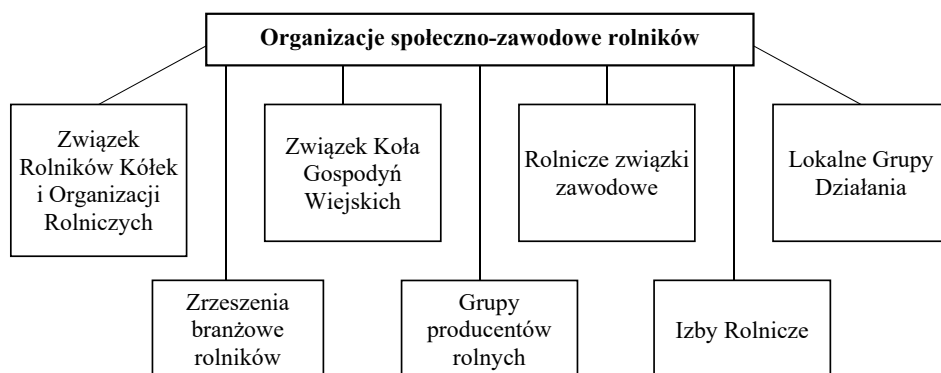 Organizacje społeczno-zawodowe rolników
Związek
Rolników Kółek
i Organizacji
Rolniczych
Związek Koła
Gospodyń
Wiejskich
Rolnicze związki
zawodowe
Lokalne Grupy
Działania
Zrzeszenia
branżowe
rolników
Grupy
producentów
rolnych
Izby Rolnicze